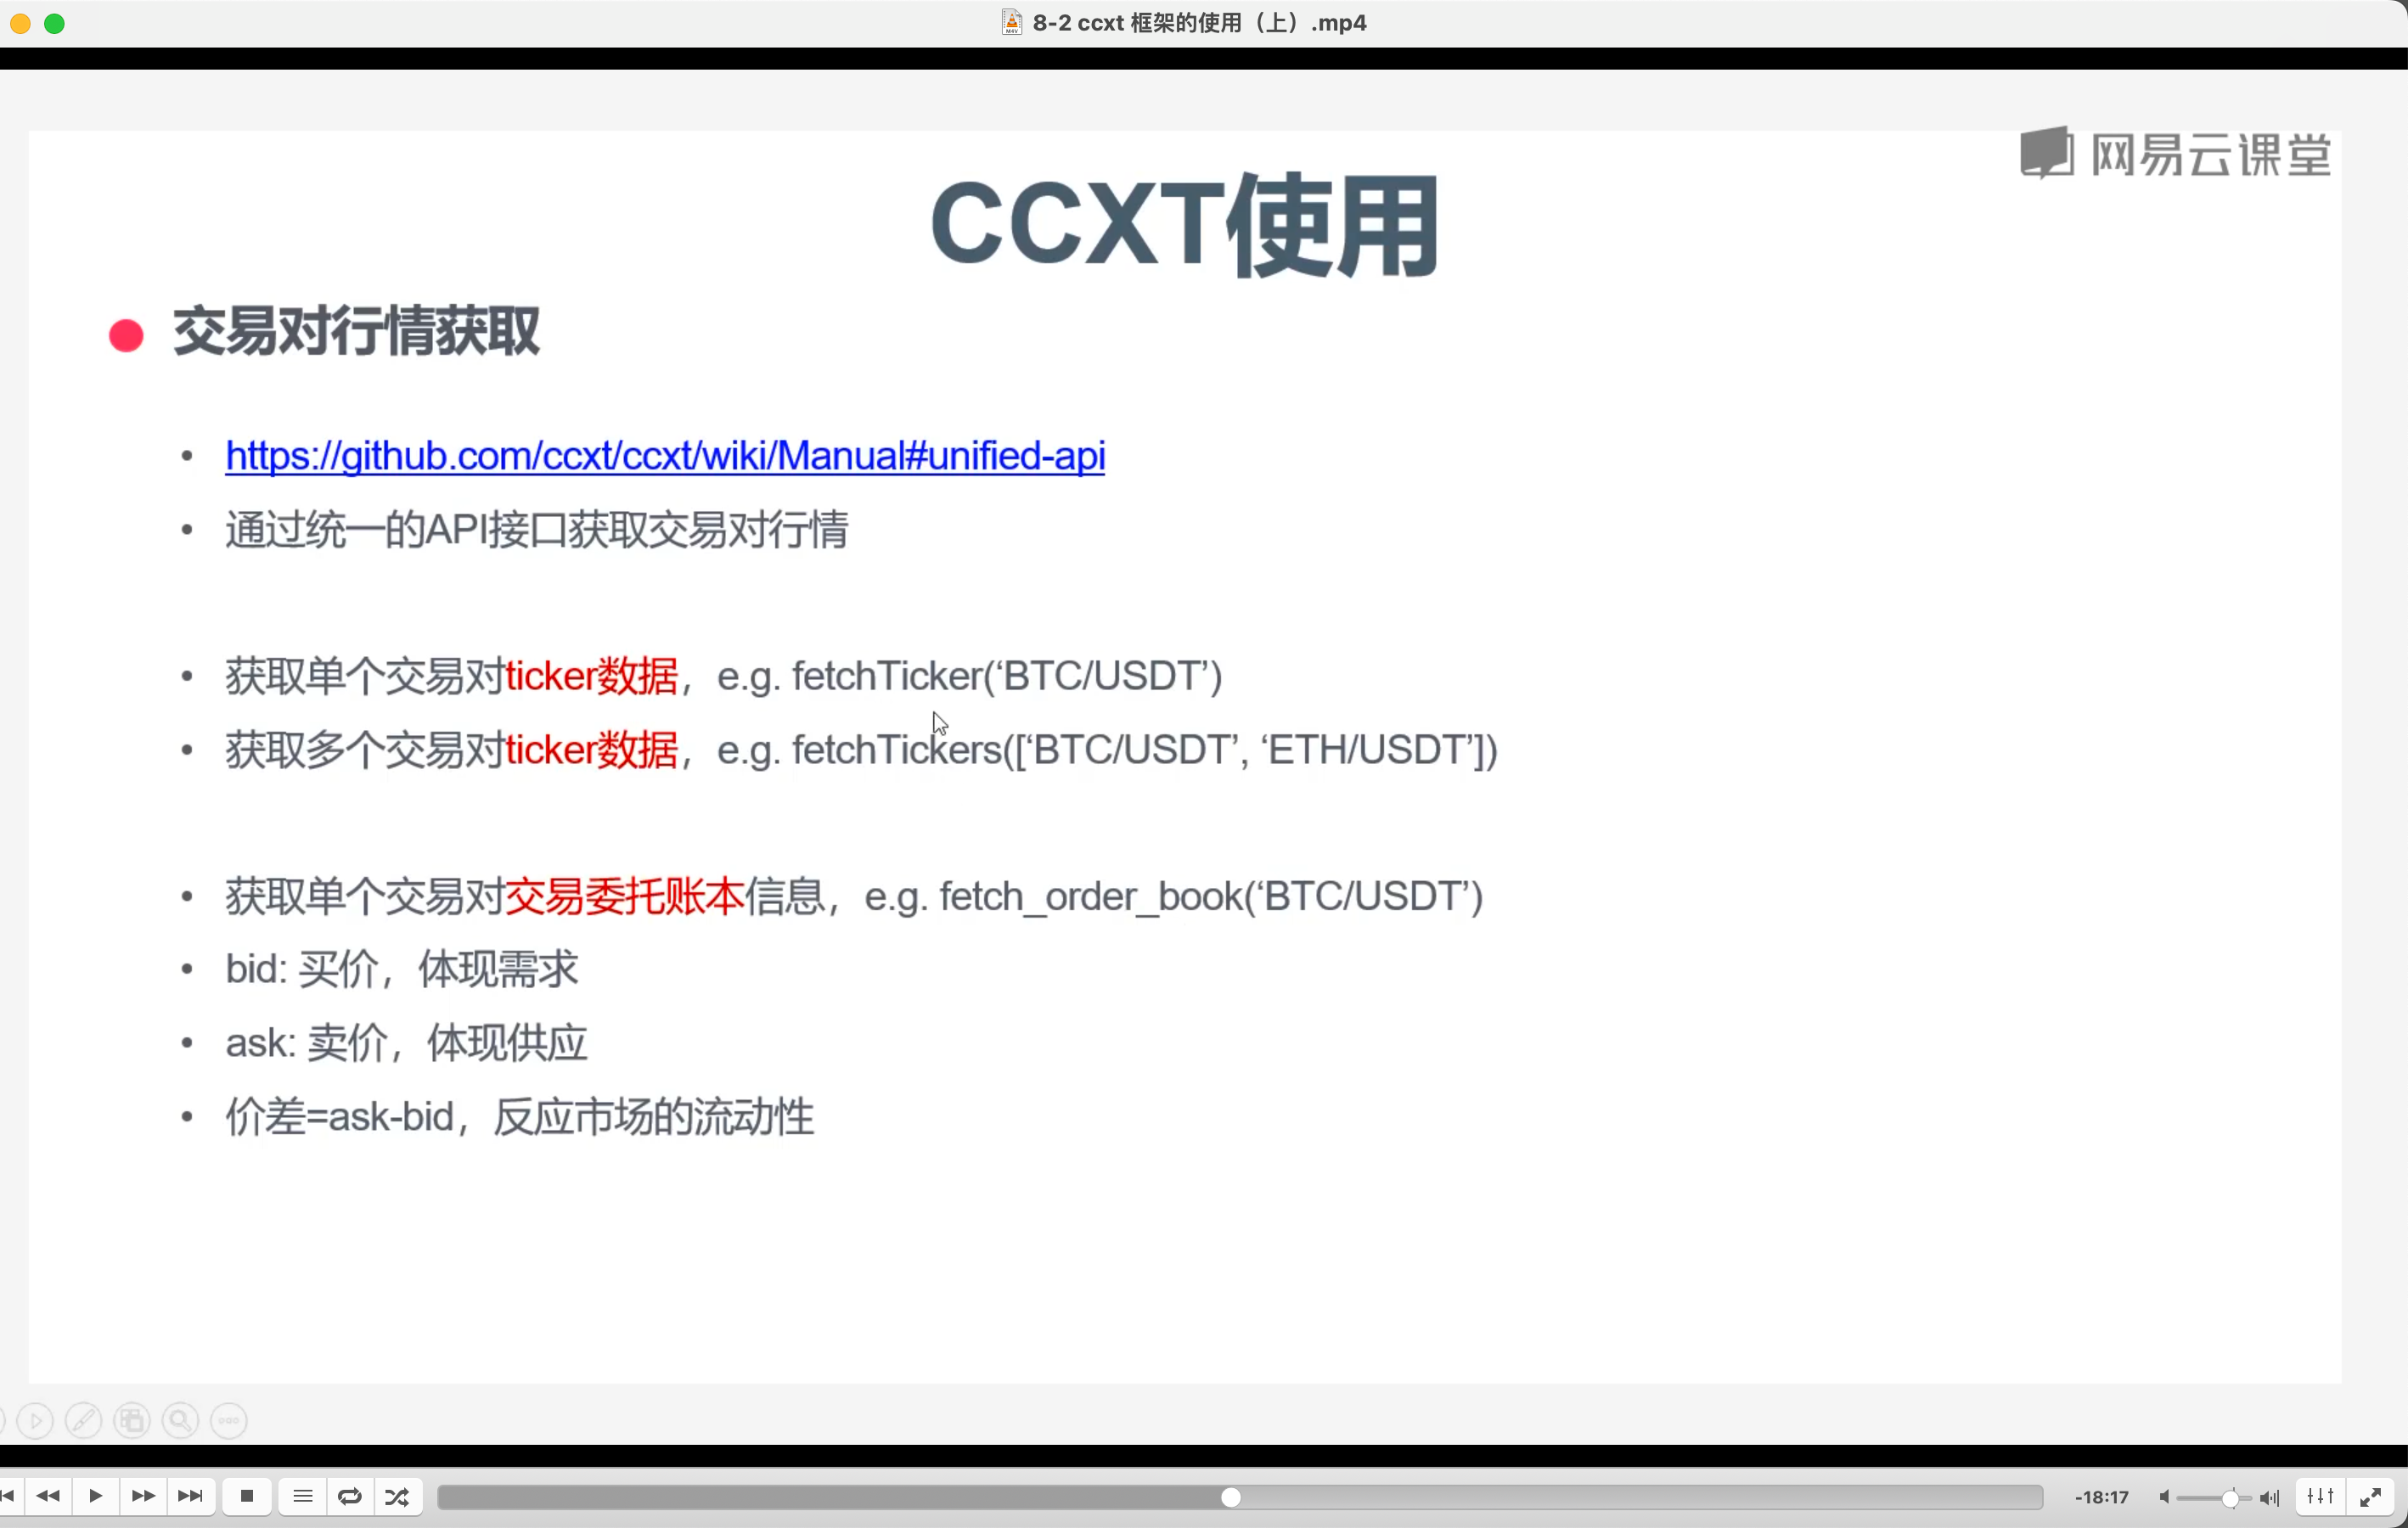 8-2 ccxt 框架的使用（上）.mp4
网易云课堂
CCXT使用
交易对行情获取
https://github.com/ccxt/ccxt/wiki/Manual#unified-api
通过统一的API接口获取交易对行情
获取单个交易对ticker数据，e.g. fetchTicker(‘BTC/USDT’)
获取多个交易对ticker数据，e.g. fetchTickers([‘BTC/USDT’, ‘ETH/USDT’])
获取单个交易对交易委托账本信息，e.g. fetch_order_book(‘BTC/USDT’)
bid: 买价，体现需求
ask: 卖价，体现供应
价差=ask-bid，反应市场的流动性
-18:17